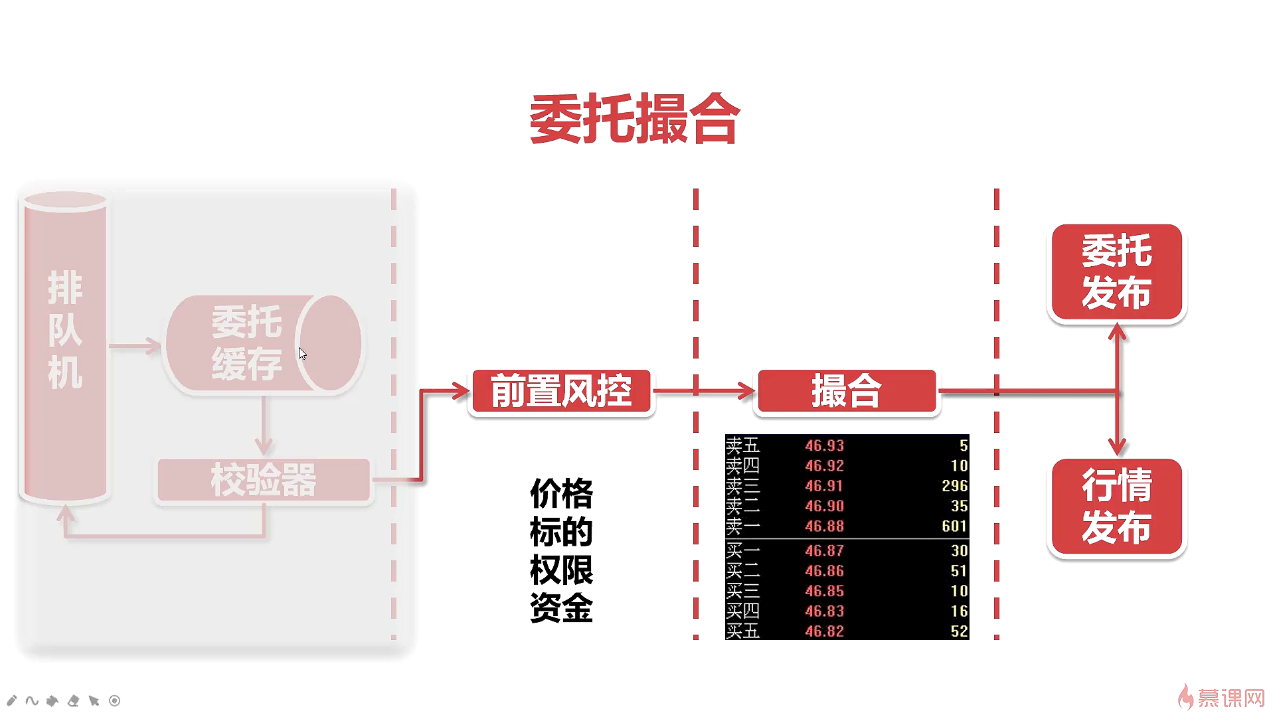 委托撮合
排
队
机
委托
缓存
校验器
前置风控
价格
标的
权限
资金
撮合
卖五 46.93 5
卖四 46.92 10
卖三 46.91 296
卖二 46.90 35
卖一 46.88 601
买一 46.87 30
买二 46.86 51
买三 46.85 10
买四 46.83 16
买五 46.82 52
委托
发布
行情
发布
慕课网